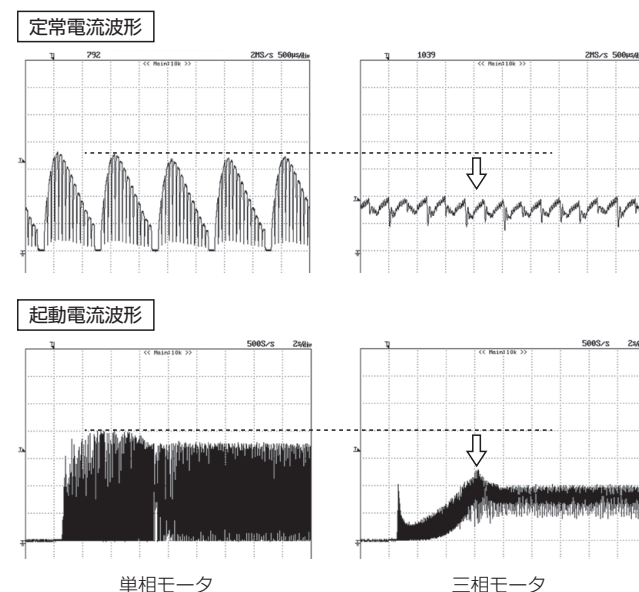 定常電流波形
792
2MS/s 500μs/div
<< Main:10k >>
1039
2MS/s 500μs/div
<< Main:10k >>
起動電流波形
500S/s
<< Main:10k >>
500S/s
<< Main:10k >>
単相モータ
三相モータ